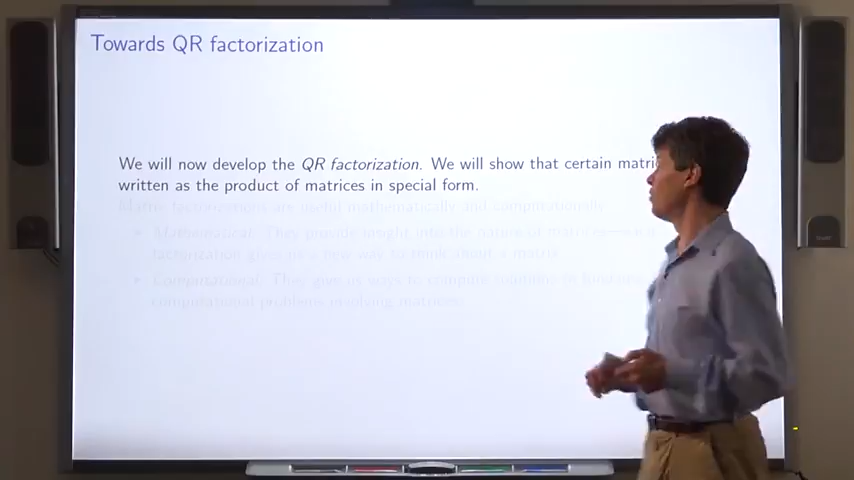 Towards QR factorization
We will now develop the QR factorization. We will show that certain matri
written as the product of matrices in special form.
Matrix factorizations are useful mathematically and computationally
Mathematical. They provide insight into the nature of matrices—each
factorization gives us a new way to think about a matrix
Computational. They give us ways to compute solutions to
computational problems involving matrices.